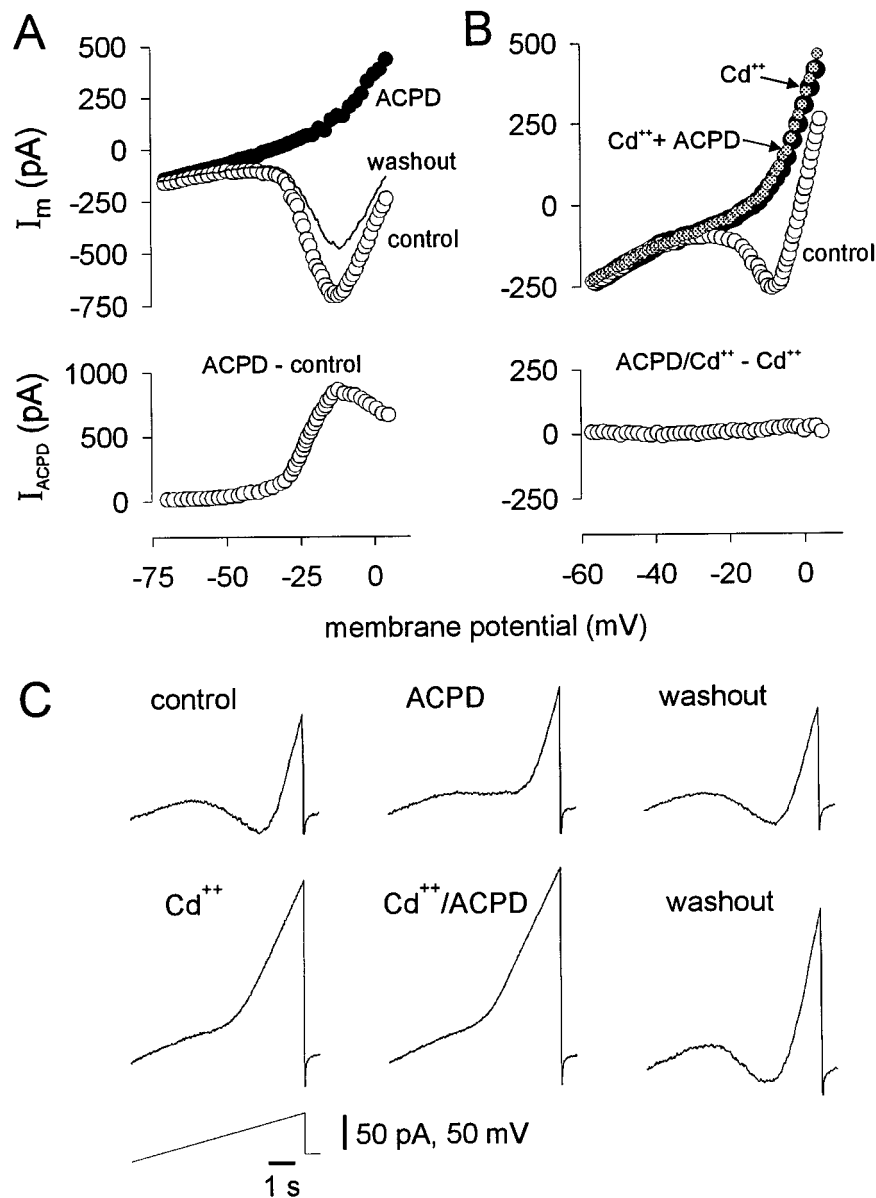 A
B
500
250
0
-250
-500
-750
I_m (pA)
ACPD
washout
control
500
250
0
-250
Cd++
Cd++ + ACPD
control
1000
500
0
I_ACPD (pA)
ACPD - control
250
0
-250
ACPD/Cd++ - Cd++
-75 -50 -25 0
-60 -40 -20 0
membrane potential (mV)
C
control ACPD washout
Cd++ Cd++/ACPD washout
50 pA, 50 mV
1 s